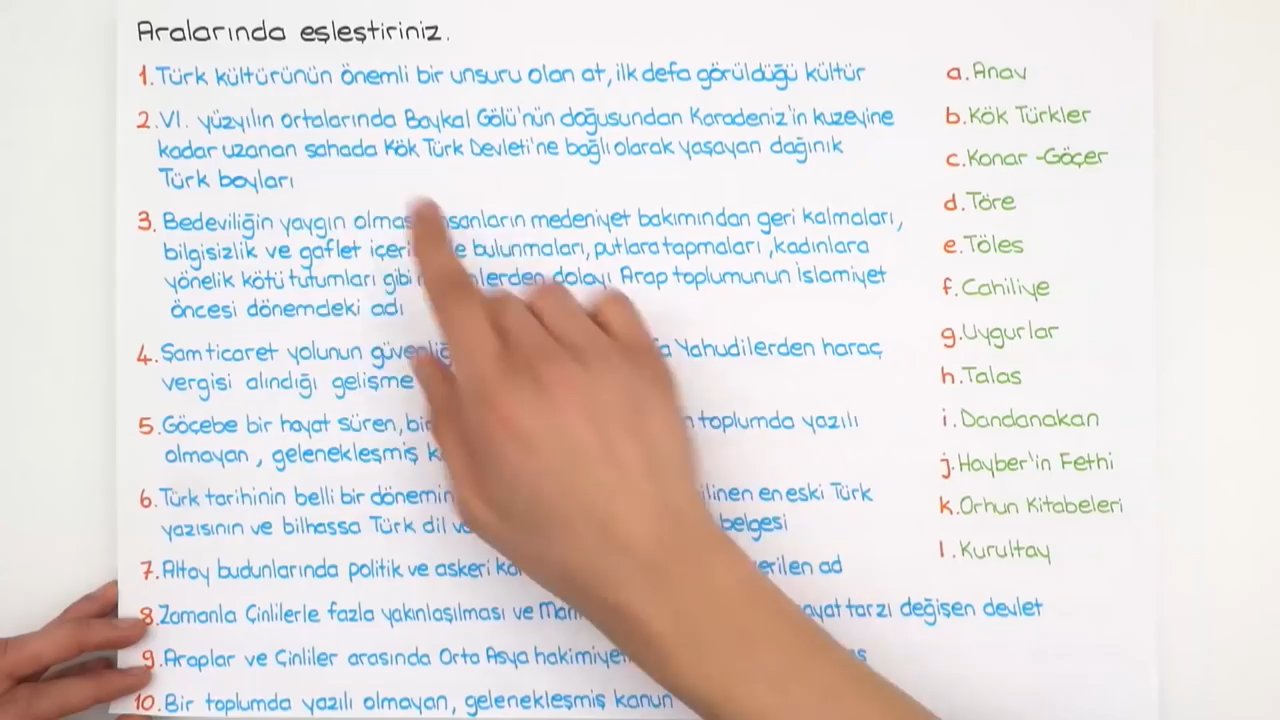 Aralarında eşleştiriniz.
1. Türk kültürünün önemli bir unsuru olan at, ilk defa görüldüğü kültür
2. VI. yüzyılın ortalarında Baykal Gölü'nün doğusundan Karadeniz'in kuzeyine
kadar uzanan sahada Kök Türk Devleti'ne bağlı olarak yaşayan dağınık
Türk boyları
3. Bedeviliğin yaygın olması insanların medeniyet bakımından geri kalmaları,
bilgisizlik ve gaflet içerisinde bulunmaları, putlara tapmaları, kadınlara
yönelik kötü tutumları gibi nedenlerden dolayı Arap toplumunun İslamiyet
öncesi dönemdeki adı
4. Şam ticaret yolunun Yahudilerden haraç
vergisi alındığı gelişme
5. Göçebe bir hayat süren, toplumda yazılı
olmayan, gelenekleşmiş
6. Türk tarihinin belli bir en eski Türk
yazısının ve bilhassa Türk dil belgesi
7. Altay budunlarında politik ve askeri verilen ad
8. Zamanla Çinlilerle fazla yakınlaşılması ve hayat tarzı değişen devlet
9. Araplar ve Çinliler arasında Orta Asya
10. Bir toplumda yazılı olmayan, gelenekleşmiş kanun
a. Anav
b. Kök Türkler
c. Konar -Göçer
d. Töre
e. Töles
f. Cahiliye
g. Uygurlar
h. Talas
i. Dandanakan
j. Hayber'in Fethi
k. Orhun Kitabeleri
l. Kurultay